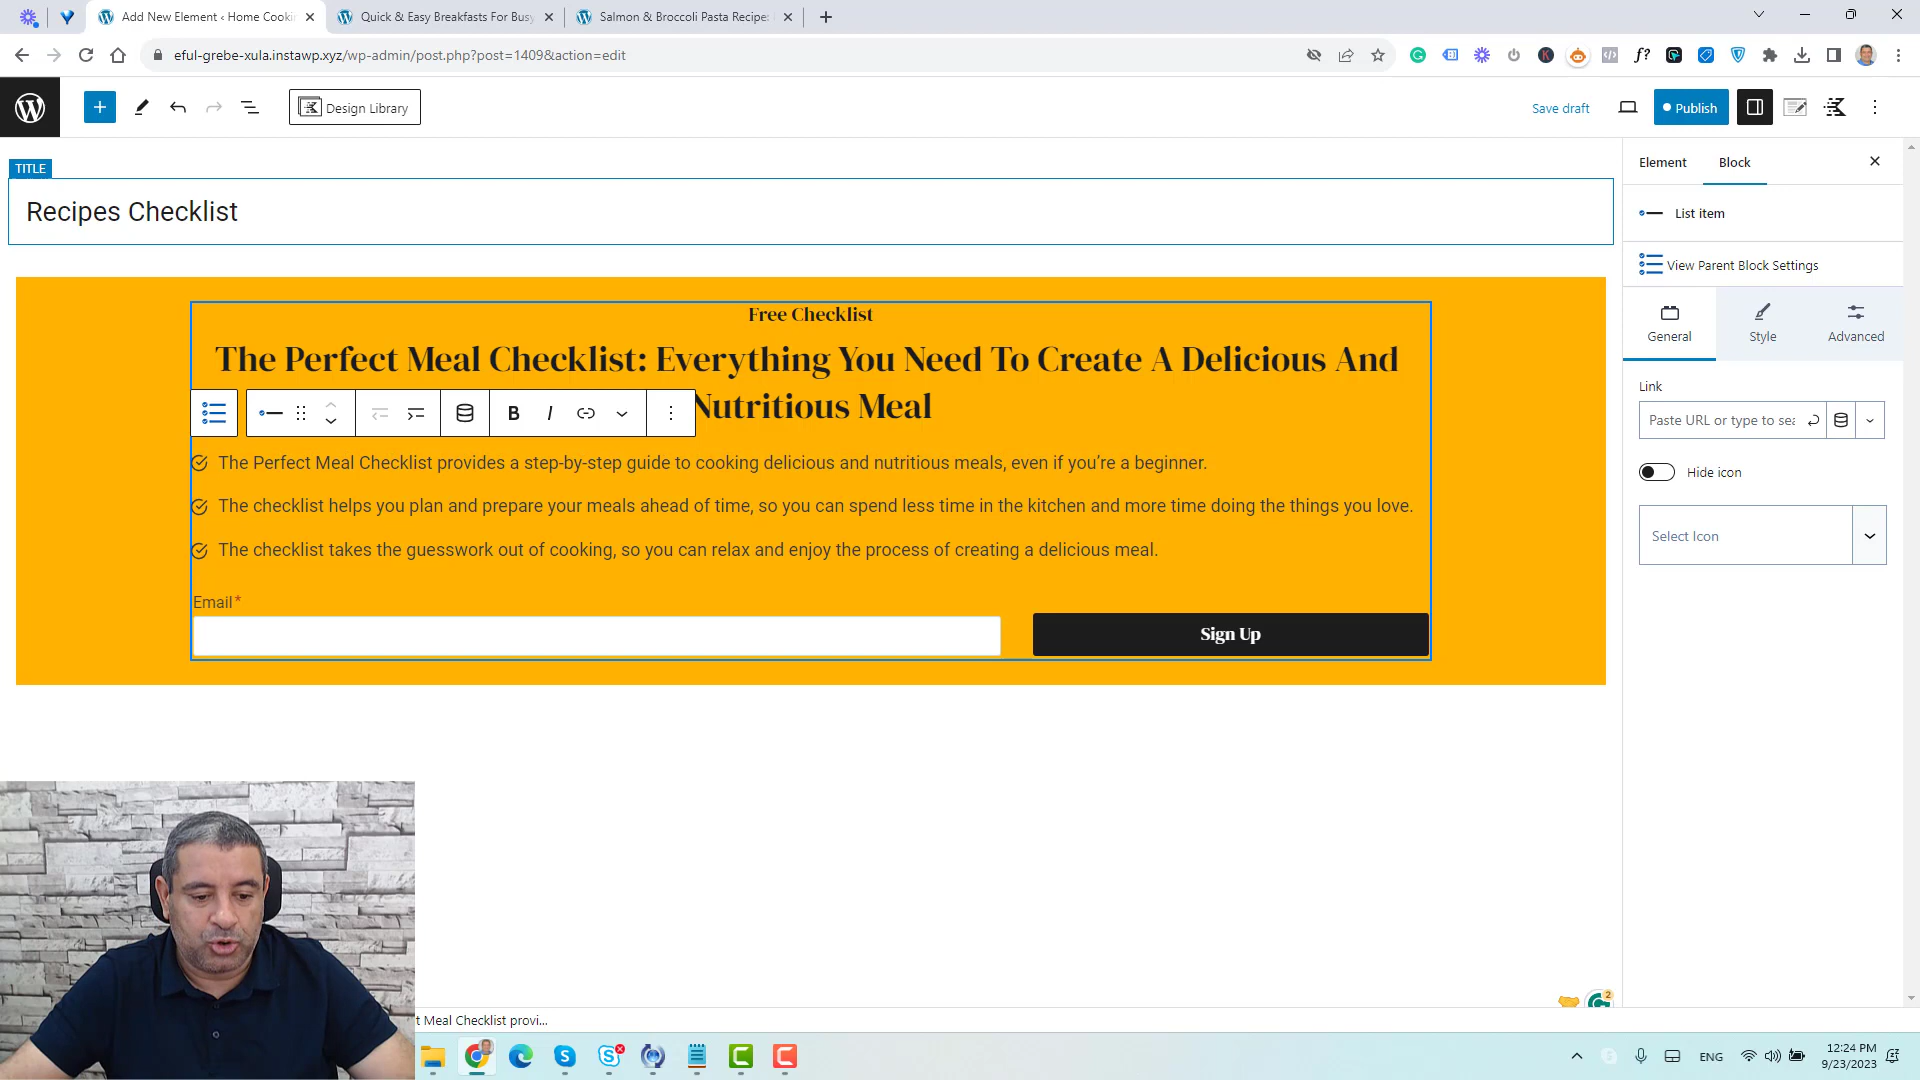 Add New Element ‹ Home Cooki
Quick & Easy Breakfasts For Busy
Salmon & Broccoli Pasta Recipe:
eful-grebe-xula.instawp.xyz/wp-admin/post.php?post=1409&action=edit
Design Library
Save draft
Publish
TITLE
Recipes Checklist
Free Checklist
The Perfect Meal Checklist: Everything You Need To Create A Delicious And
Nutritious Meal
B I
The Perfect Meal Checklist provides a step-by-step guide to cooking delicious and nutritious meals, even if you're a beginner.
The checklist helps you plan and prepare your meals ahead of time, so you can spend less time in the kitchen and more time doing the things you love.
The checklist takes the guesswork out of cooking, so you can relax and enjoy the process of creating a delicious meal.
Email*
Sign Up
Element
Block
List item
View Parent Block Settings
General
Style
Advanced
Link
Paste URL or type to sea
Hide icon
Select Icon
2
t Meal Checklist provi...
ENG
12:24 PM
9/23/2023